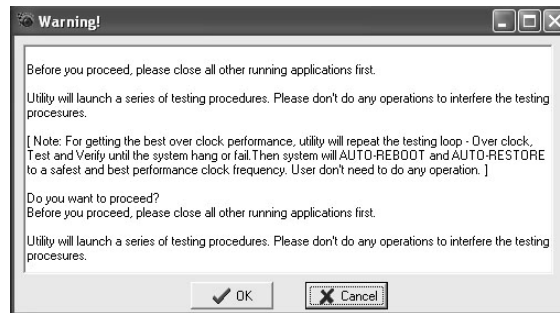 Warning!
Before you proceed, please close all other running applications first.
Utility will launch a series of testing procedures. Please don't do any operations to interfere the testing
procesures.
[ Note: For getting the best over clock performance, utility will repeat the testing loop - Over clock,
Test and Verify until the system hang or fail.Then system will AUTO-REBOOT and AUTO-RESTORE
to a safest and best performance clock frequency. User don't need to do any operation. ]
Do you want to proceed?
Before you proceed, please close all other running applications first.
Utility will launch a series of testing procedures. Please don't do any operations to interfere the testing
procesures.
OK
Cancel